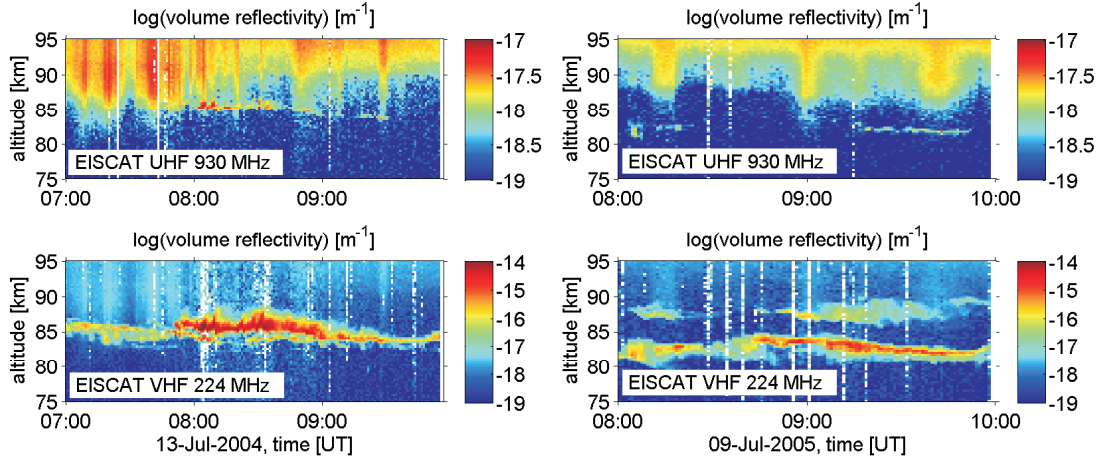 log(volume reflectivity) [m⁻¹]
95
90
85
80
75
altitude [km]
EISCAT UHF 930 MHz
07:00 08:00 09:00
-17
-17.5
-18
-18.5
-19
log(volume reflectivity) [m⁻¹]
95
90
85
80
75
altitude [km]
EISCAT UHF 930 MHz
08:00 09:00 10:00
-17
-17.5
-18
-18.5
-19
log(volume reflectivity) [m⁻¹]
95
90
85
80
75
altitude [km]
EISCAT VHF 224 MHz
07:00 08:00 09:00
13-Jul-2004, time [UT]
-14
-15
-16
-17
-18
-19
log(volume reflectivity) [m⁻¹]
95
90
85
80
75
altitude [km]
EISCAT VHF 224 MHz
08:00 09:00 10:00
09-Jul-2005, time [UT]
-14
-15
-16
-17
-18
-19